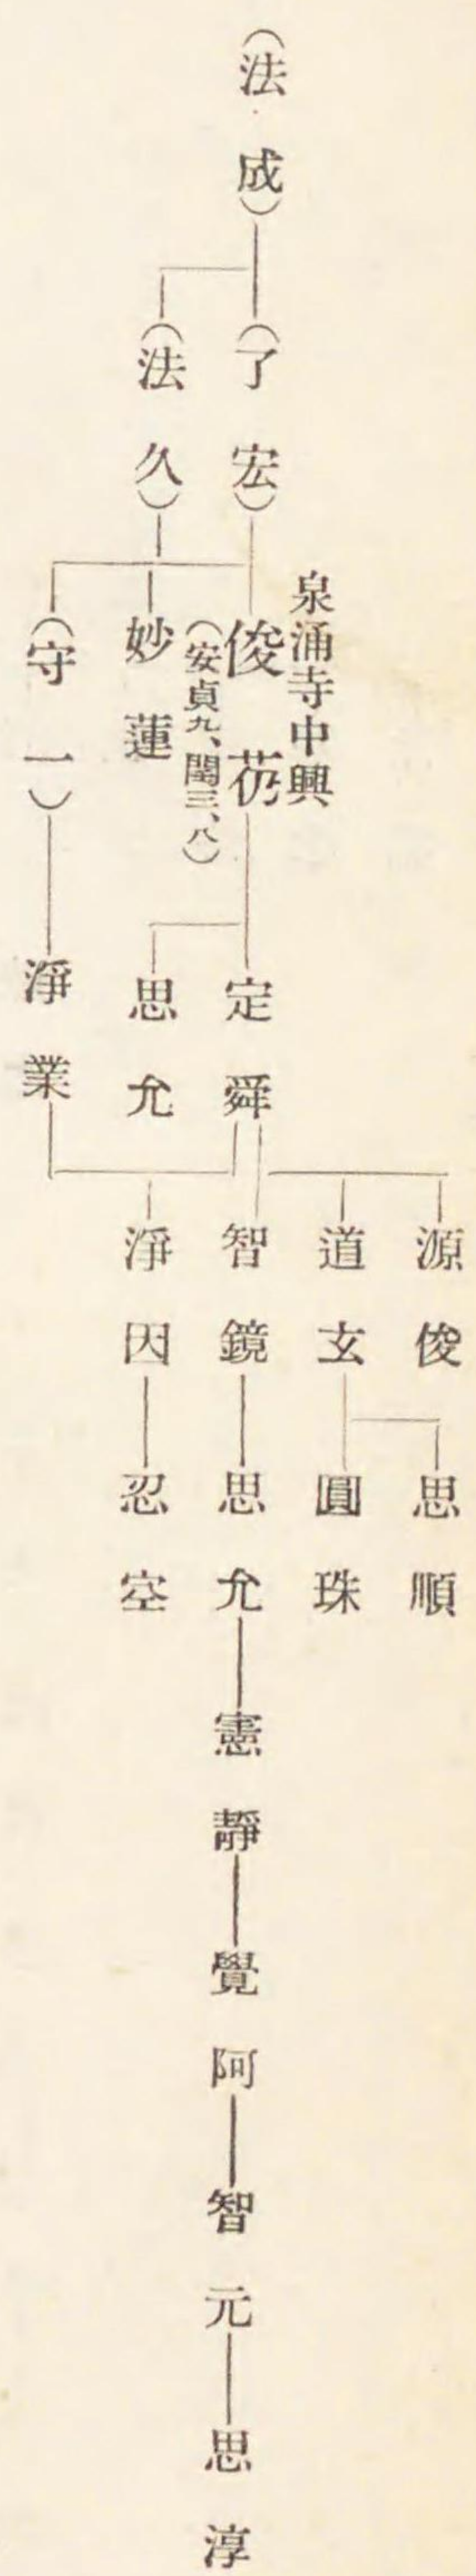 (法成)
(了宏)
(法久)
泉涌寺中興
俊芿
(安貞九、閏三、八)
妙蓮
(守一)
定舜
思允
淨業
源俊
道玄
智鏡
淨因
思順
圓珠
思允
忍空
憲靜
覺阿
智元
思淳